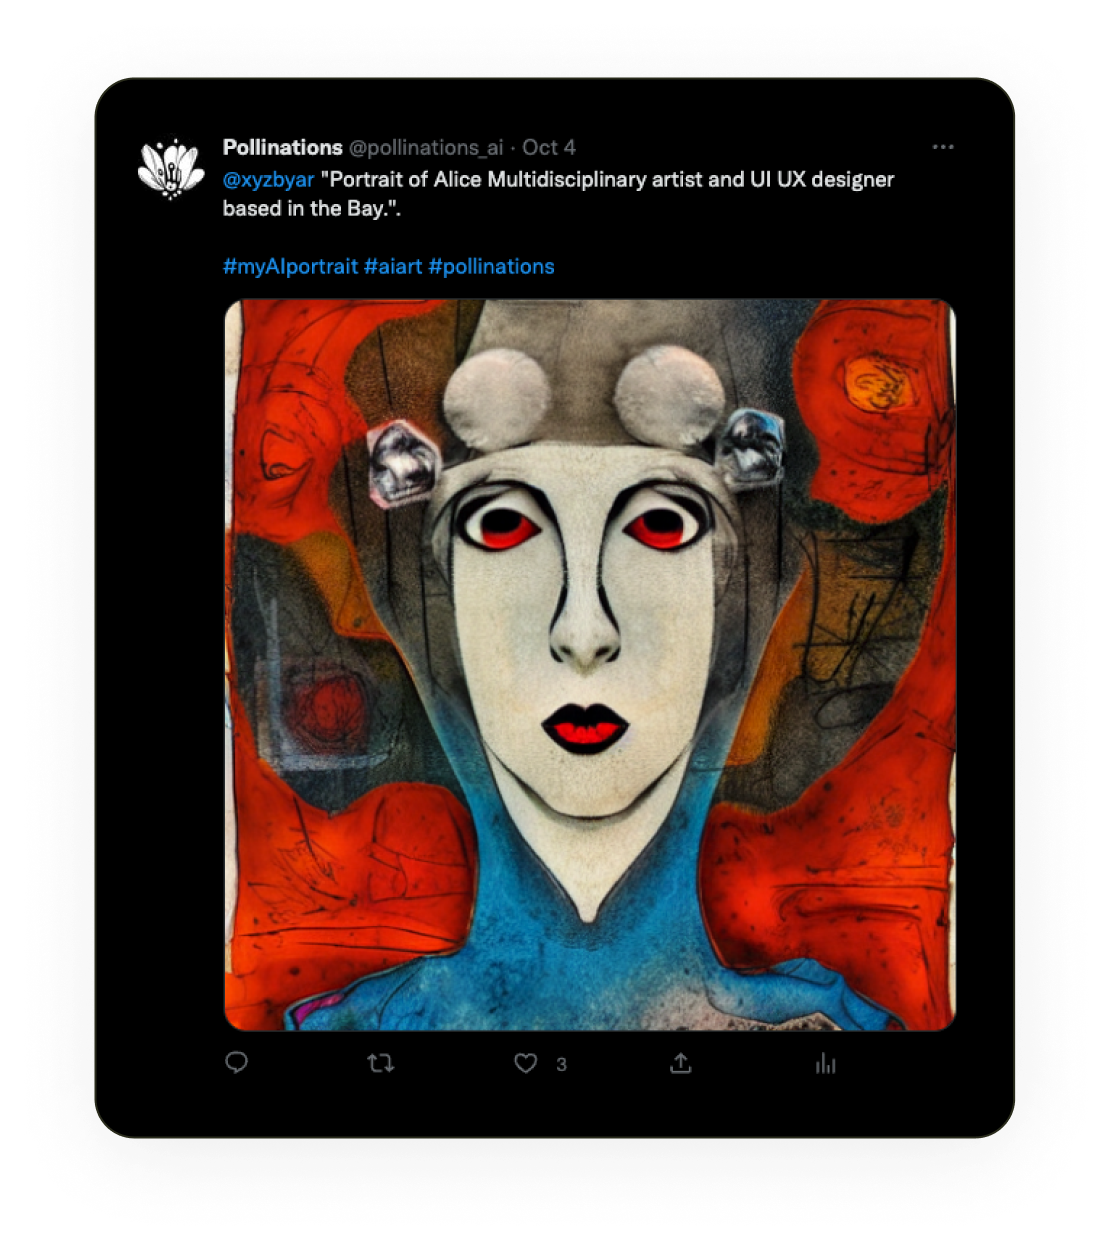 Pollinations @pollinations_ai · Oct 4
@xyzbyar "Portrait of Alice Multidisciplinary artist and UI UX designer
based in the Bay.".
#myAIportrait #aiart #pollinations
3